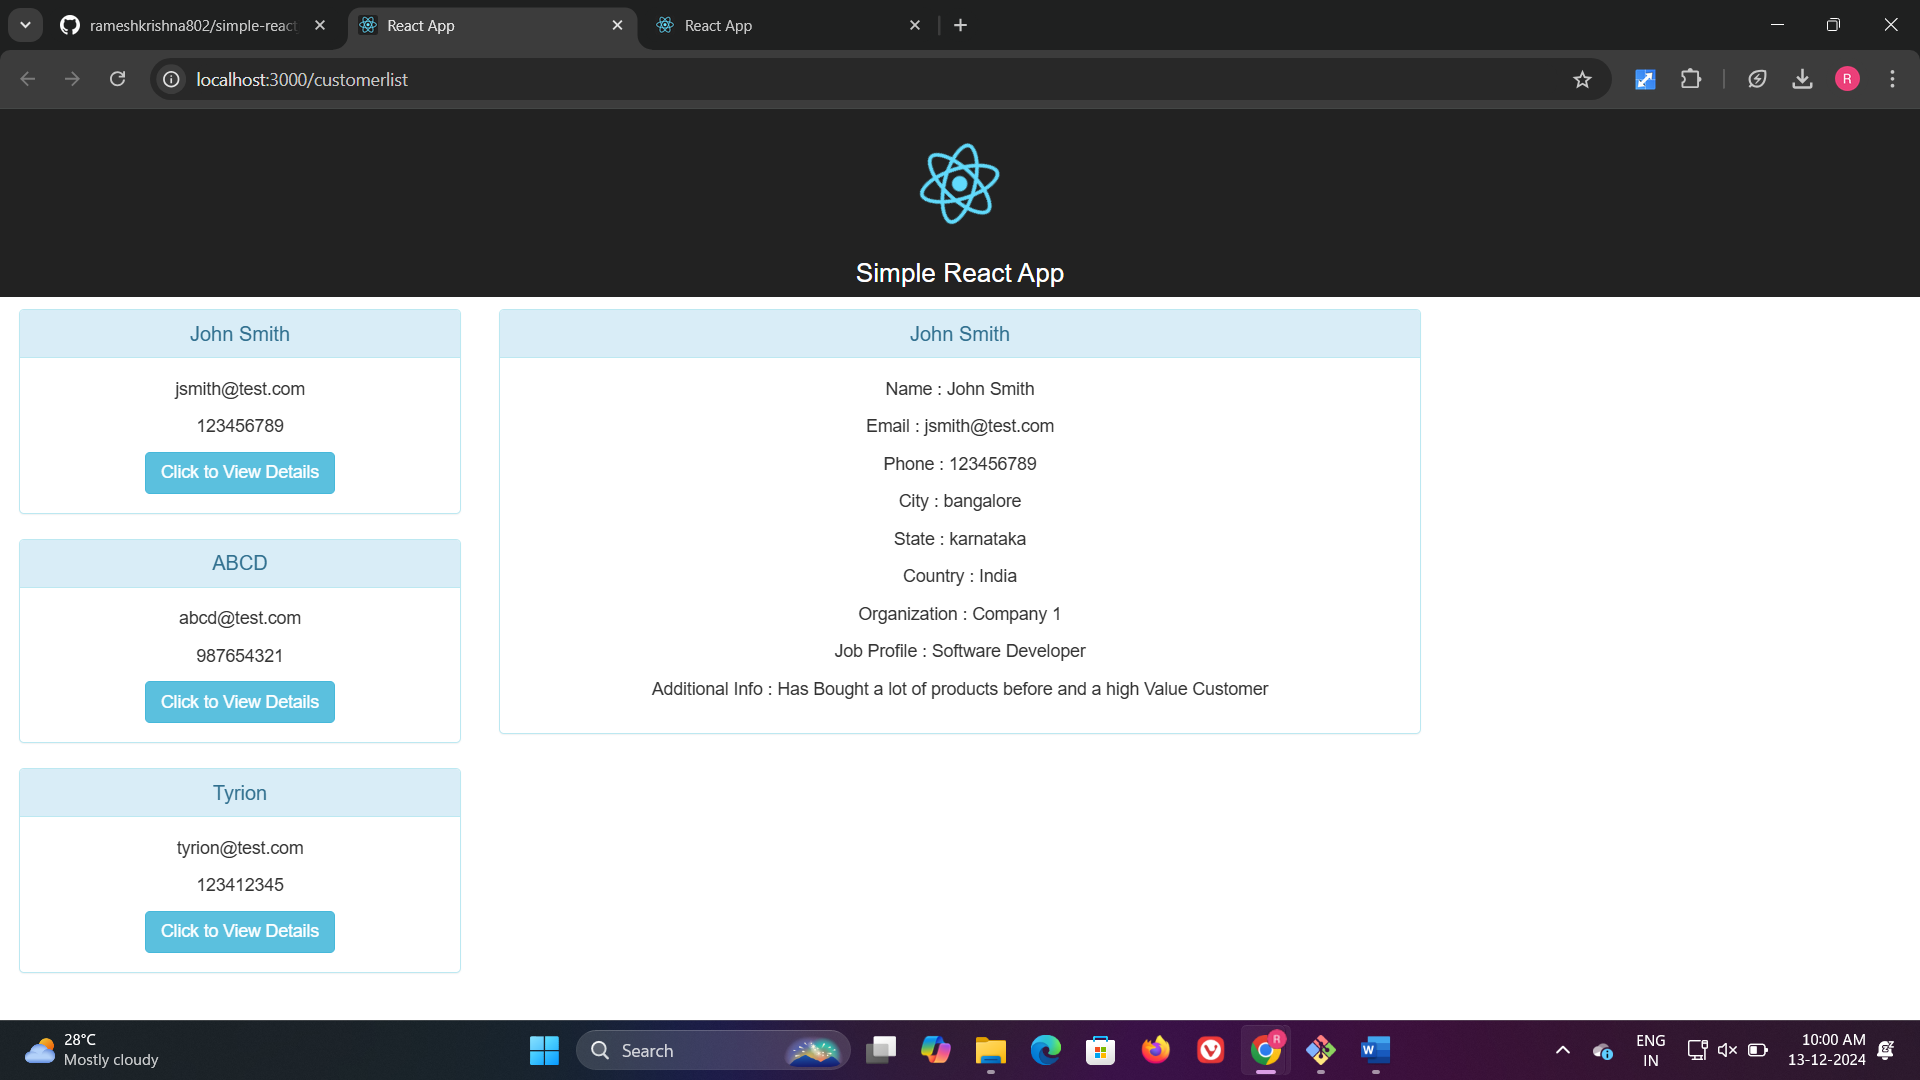 rameshkrishna802/simple-react
React App
React App
localhost:3000/customerlist
R
Simple React App
John Smith
jsmith@test.com
123456789
Click to View Details
ABCD
abcd@test.com
987654321
Click to View Details
Tyrion
tyrion@test.com
123412345
Click to View Details
John Smith
Name : John Smith
Email : jsmith@test.com
Phone : 123456789
City : bangalore
State : karnataka
Country : India
Organization : Company 1
Job Profile : Software Developer
Additional Info : Has Bought a lot of products before and a high Value Customer
28°C
Mostly cloudy
Search
R
W
ENG
IN
10:00 AM
13-12-2024